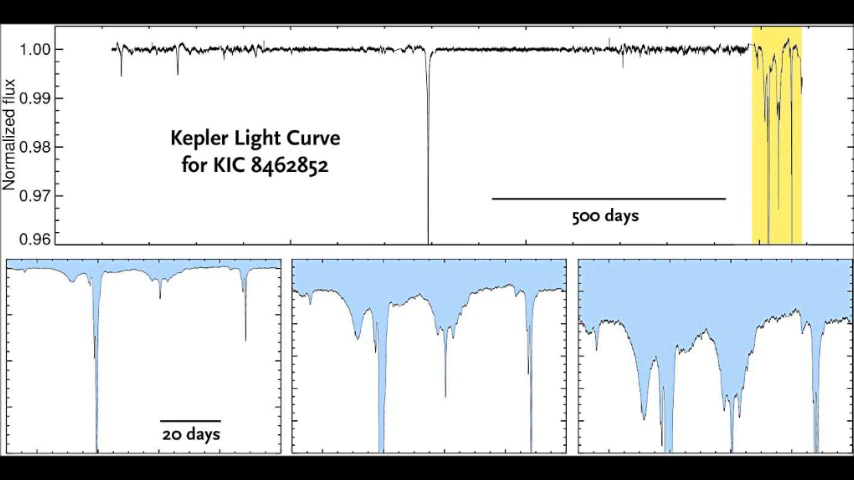 1.00
0.99
0.98
0.97
0.96
Normalized flux
Kepler Light Curve
for KIC 8462852
500 days
20 days